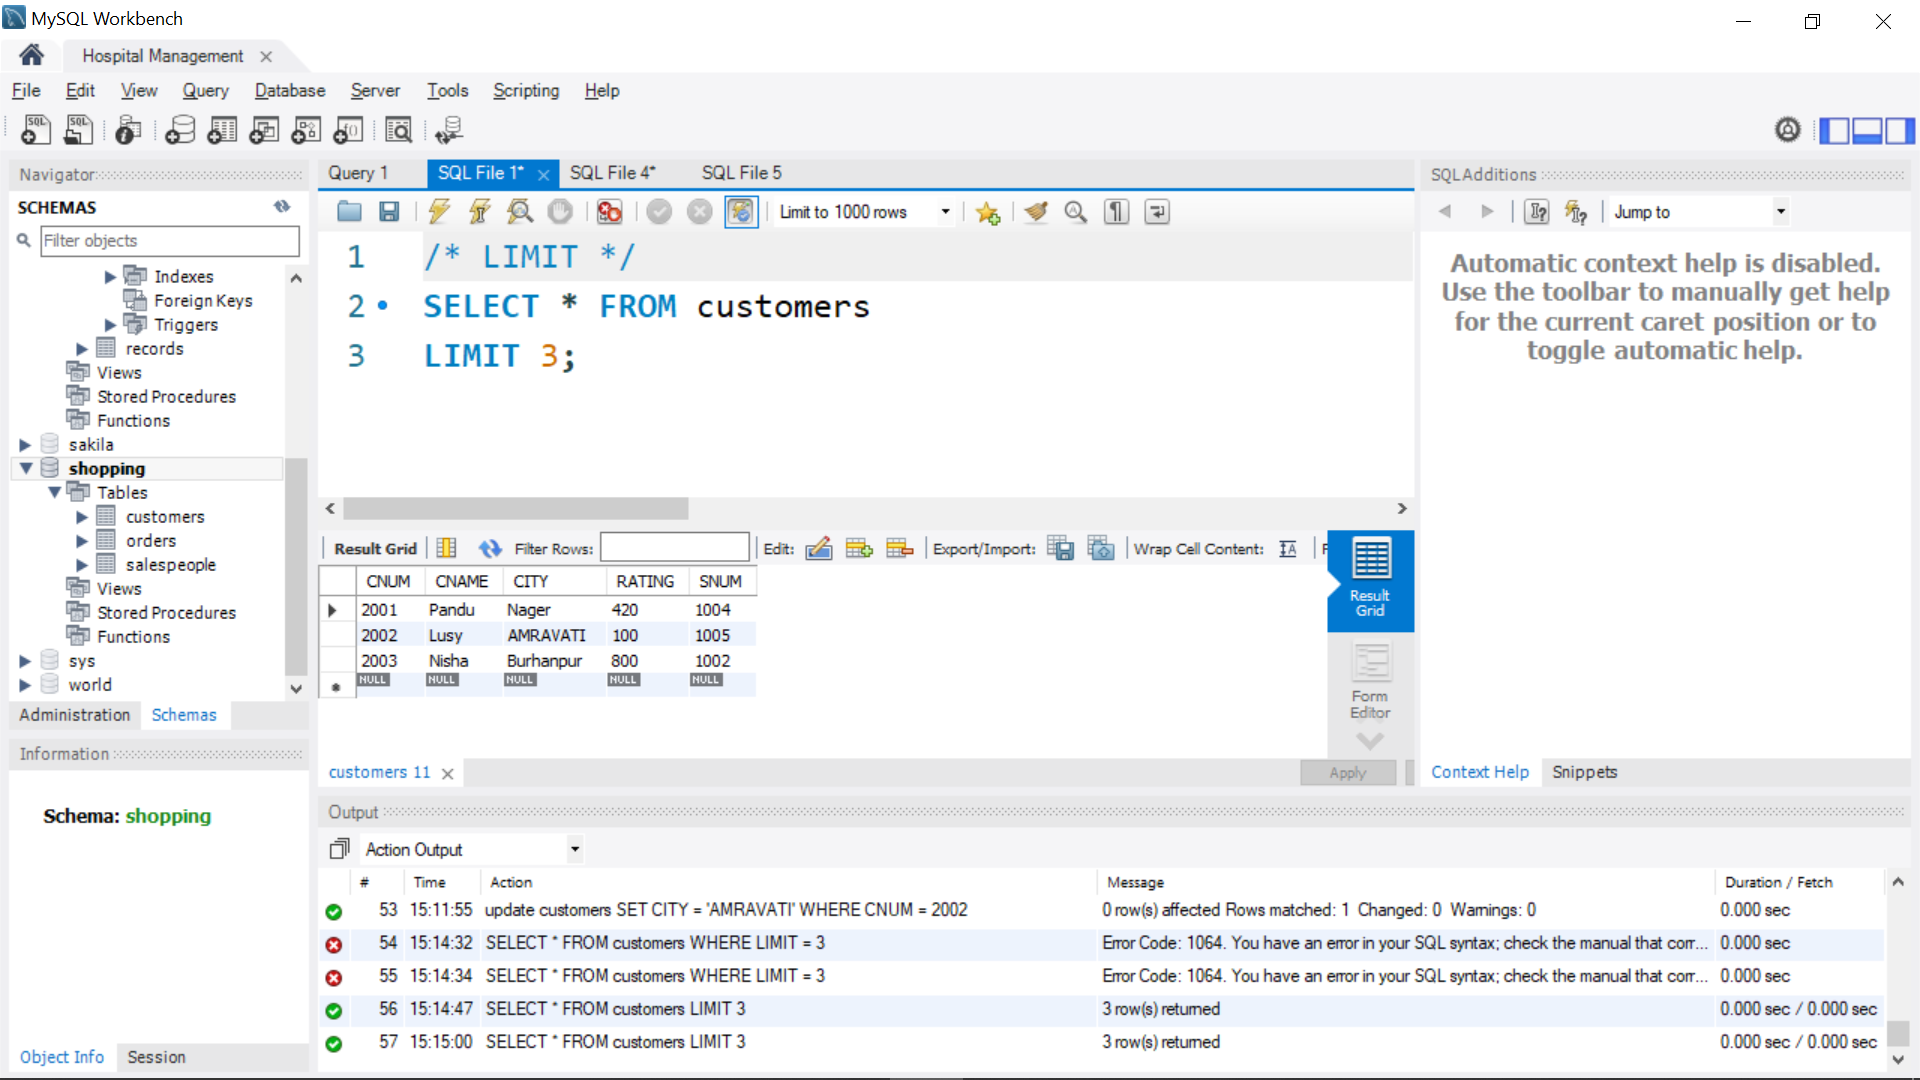 MySQL Workbench
Hospital Management
File Edit View Query Database Server Tools Scripting Help
Navigator
SCHEMAS
Filter objects
Indexes
Foreign Keys
Triggers
records
Views
Stored Procedures
Functions
sakila
shopping
Tables
customers
orders
salespeople
Views
Stored Procedures
Functions
sys
world
Administration Schemas
Information
Schema: shopping
Object Info Session
Query 1 SQL File 1* SQL File 4* SQL File 5
Limit to 1000 rows
1 /* LIMIT */
2 SELECT * FROM customers
3 LIMIT 3;
Result Grid Filter Rows: Edit: Export/Import: Wrap Cell Content:
CNUM CNAME CITY RATING SNUM
2001 Pandu Nager 420 1004
2002 Lusy AMRAVATI 100 1005
2003 Nisha Burhanpur 800 1002
NULL NULL NULL NULL NULL
Result
Grid
Form
Editor
customers 11
Apply
SQLAdditions
Jump to
Automatic context help is disabled.
Use the toolbar to manually get help
for the current caret position or to
toggle automatic help.
Context Help Snippets
Output
Action Output
# Time Action Message Duration / Fetch
53 15:11:55 update customers SET CITY = 'AMRAVATI' WHERE CNUM = 2002 0 row(s) affected Rows matched: 1 Changed: 0 Warnings: 0 0.000 sec
54 15:14:32 SELECT * FROM customers WHERE LIMIT = 3 Error Code: 1064. You have an error in your SQL syntax; check the manual that corr... 0.000 sec
55 15:14:34 SELECT * FROM customers WHERE LIMIT = 3 Error Code: 1064. You have an error in your SQL syntax; check the manual that corr... 0.000 sec
56 15:14:47 SELECT * FROM customers LIMIT 3 3 row(s) returned 0.000 sec / 0.000 sec
57 15:15:00 SELECT * FROM customers LIMIT 3 3 row(s) returned 0.000 sec / 0.000 sec